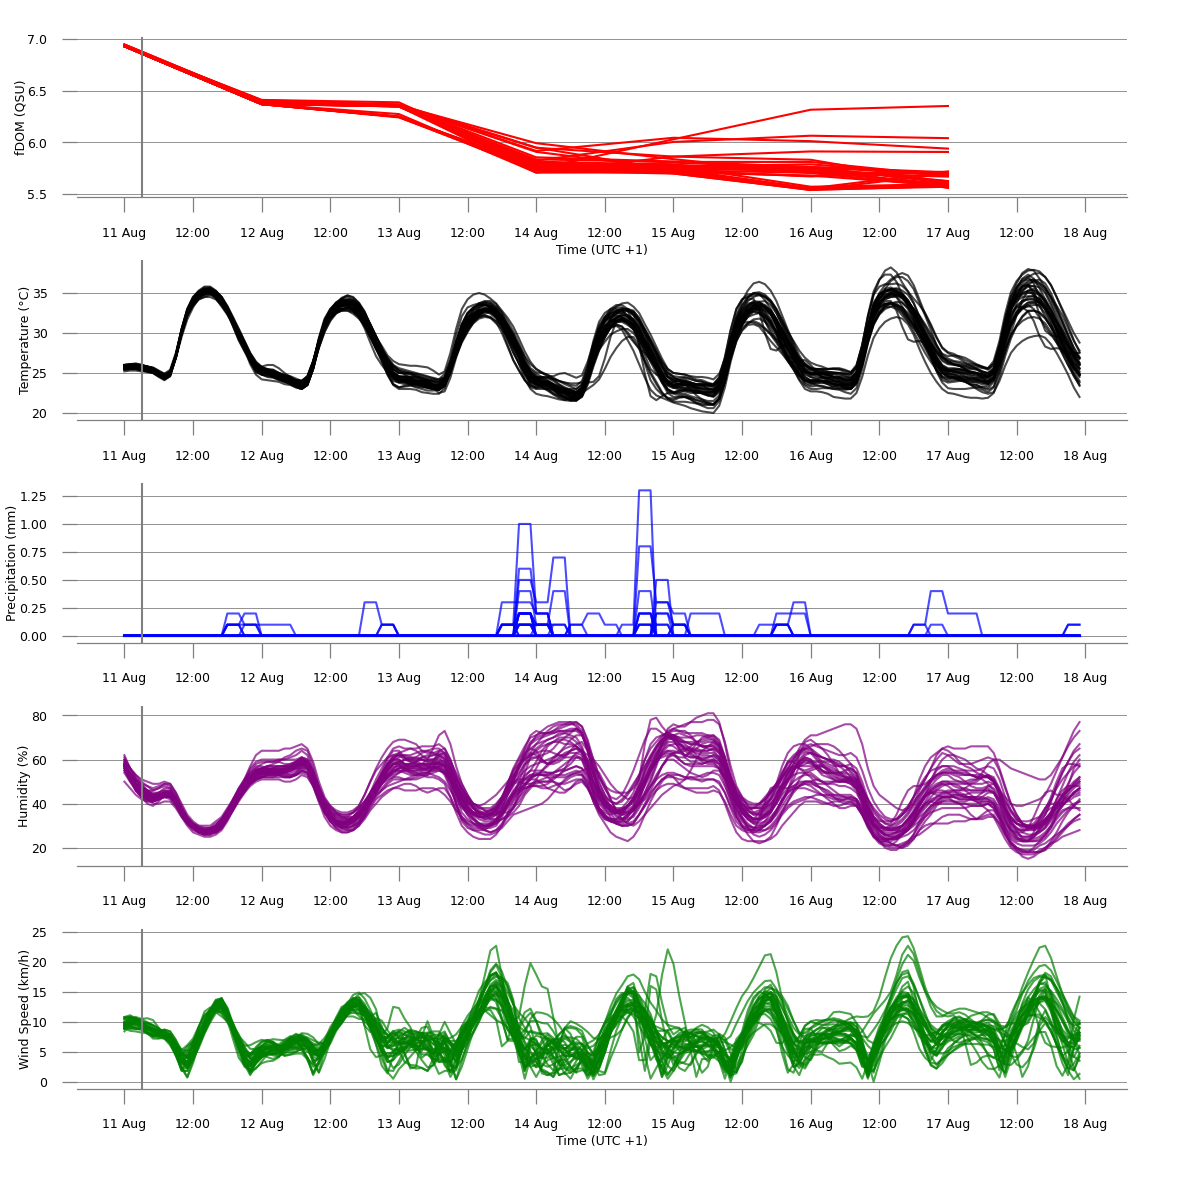 fDOM (QSU)
7.0
6.5
6.0
5.5
11 Aug 12:00 12 Aug 12:00 13 Aug 12:00 14 Aug 12:00 15 Aug 12:00 16 Aug 12:00 17 Aug 12:00 18 Aug
Time (UTC +1)
Temperature (°C)
35
30
25
20
11 Aug 12:00 12 Aug 12:00 13 Aug 12:00 14 Aug 12:00 15 Aug 12:00 16 Aug 12:00 17 Aug 12:00 18 Aug
Precipitation (mm)
1.25
1.00
0.75
0.50
0.25
0.00
11 Aug 12:00 12 Aug 12:00 13 Aug 12:00 14 Aug 12:00 15 Aug 12:00 16 Aug 12:00 17 Aug 12:00 18 Aug
Humidity (%)
80
60
40
20
11 Aug 12:00 12 Aug 12:00 13 Aug 12:00 14 Aug 12:00 15 Aug 12:00 16 Aug 12:00 17 Aug 12:00 18 Aug
Wind Speed (km/h)
25
20
15
10
5
0
11 Aug 12:00 12 Aug 12:00 13 Aug 12:00 14 Aug 12:00 15 Aug 12:00 16 Aug 12:00 17 Aug 12:00 18 Aug
Time (UTC +1)